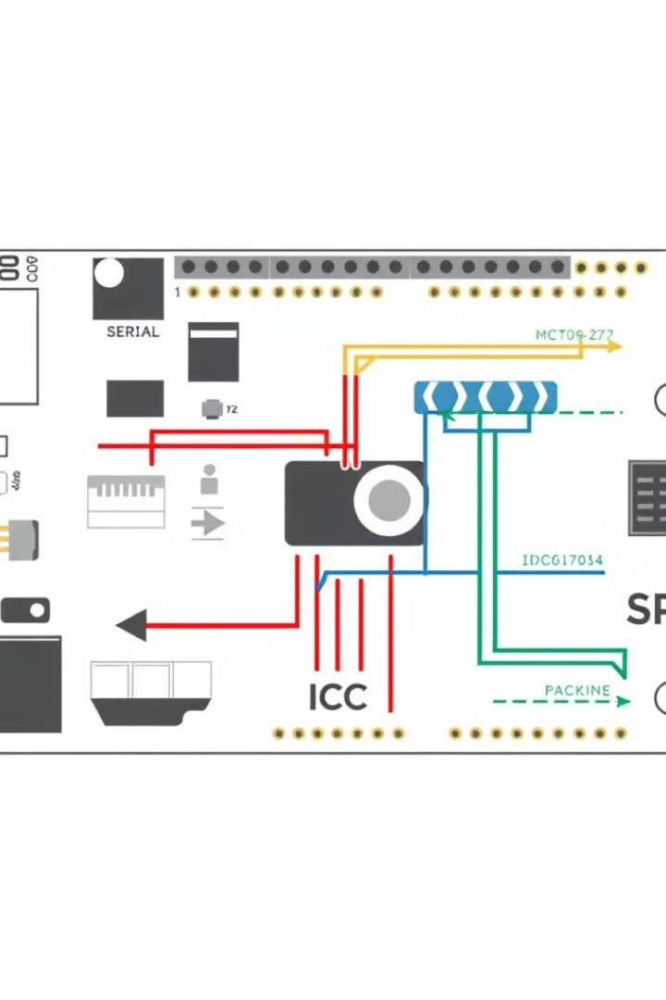 1
SERIAL
MCT09-277
IDC017034
SP
ICC
PACKINE